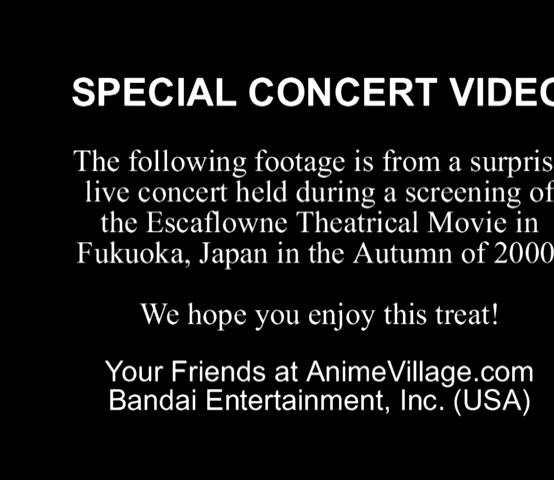 SPECIAL CONCERT VIDEO
The following footage is from a surpris
live concert held during a screening of
the Escaflowne Theatrical Movie in
Fukuoka, Japan in the Autumn of 2000
We hope you enjoy this treat!
Your Friends at AnimeVillage.com
Bandai Entertainment, Inc. (USA)